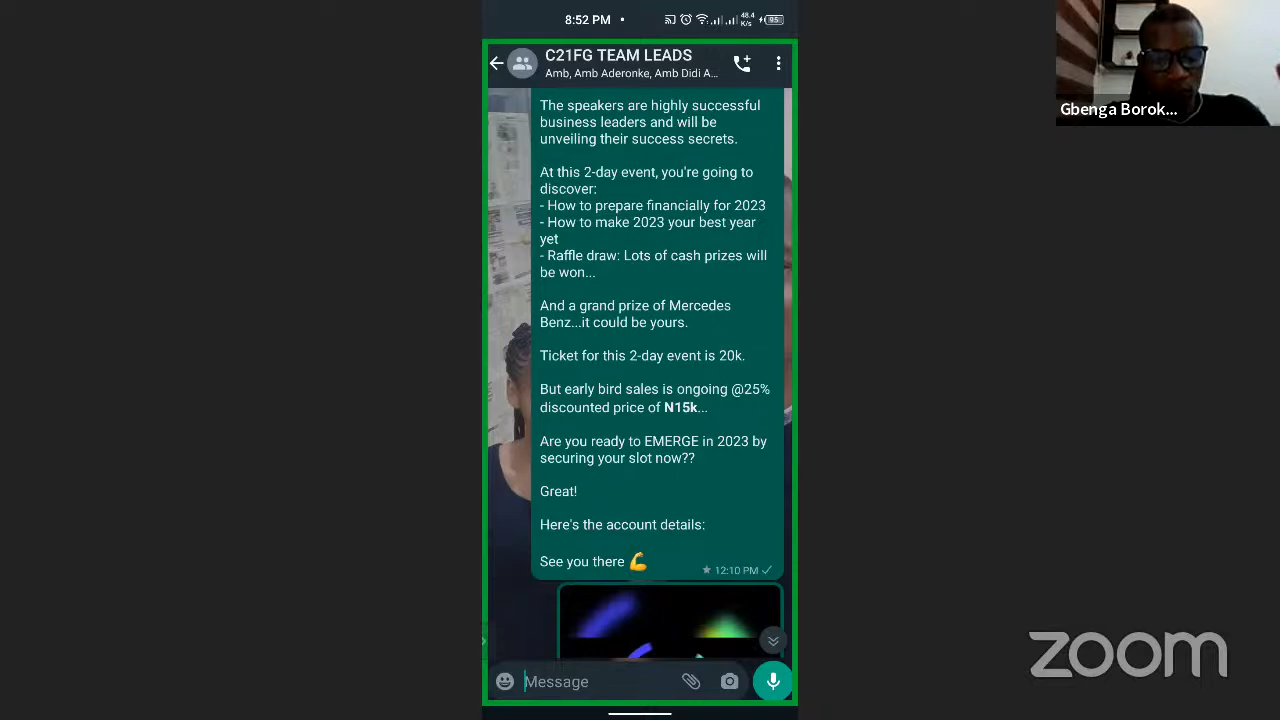 8:52 PM
48.4
K/s
95
C21FG TEAM LEADS
Amb, Amb Aderonke, Amb Didi A...
The speakers are highly successful
business leaders and will be
unveiling their success secrets.
At this 2-day event, you're going to
discover:
- How to prepare financially for 2023
- How to make 2023 your best year
yet
- Raffle draw: Lots of cash prizes will
be won...
And a grand prize of Mercedes
Benz...it could be yours.
Ticket for this 2-day event is 20k.
But early bird sales is ongoing @25%
discounted price of N15k...
Are you ready to EMERGE in 2023 by
securing your slot now??
Great!
Here's the account details:
See you there 💪
12:10 PM
Message
Gbenga Borok...
zoom